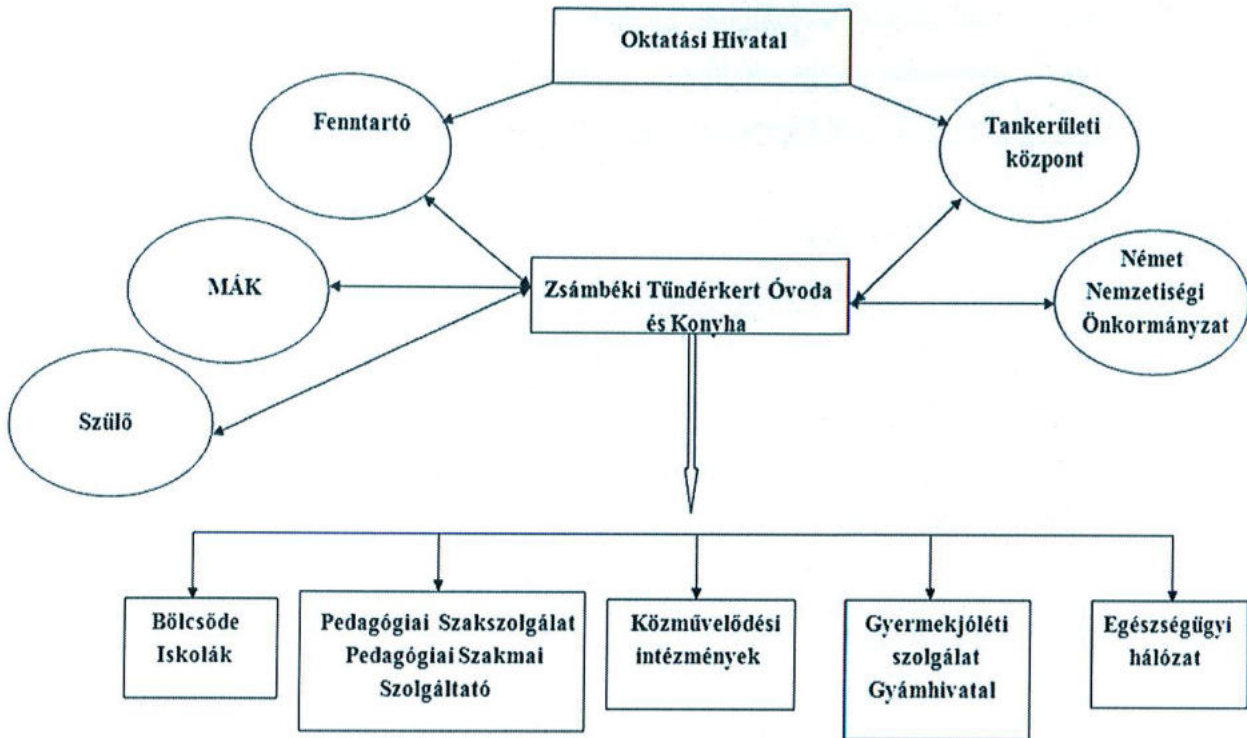 Oktatási Hivatal
Fenntartó
Tankerületi
központ
MÁK
Zsámbéki Tündérkert Óvoda
és Konyha
Német
Nemzetiségi
Önkormányzat
Szülő
Bölcsőde
Iskolák
Pedagógiai Szakszolgálat
Pedagógiai Szakmai
Szolgáltató
Közművelődési
intézmények
Gyermekjóléti
szolgálat
Gyámhivatal
Egészségügyi
hálózat